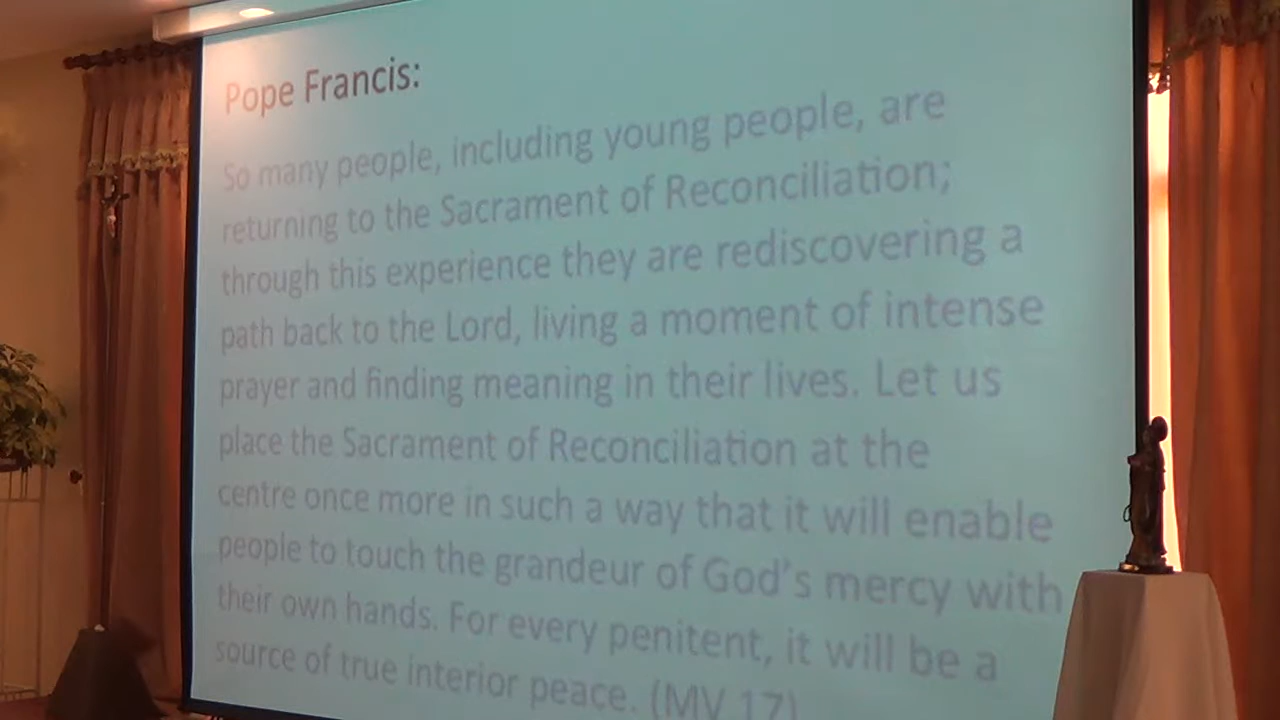 Pope Francis:
So many people, including young people, are
returning to the Sacrament of Reconciliation;
through this experience they are rediscovering a
path back to the Lord, living a moment of intense
prayer and finding meaning in their lives. Let us
place the Sacrament of Reconciliation at the
centre once more in such a way that it will enable
people to touch the grandeur of God's mercy with
their own hands. For every penitent, it will be a
source of true interior peace. (MV 17)